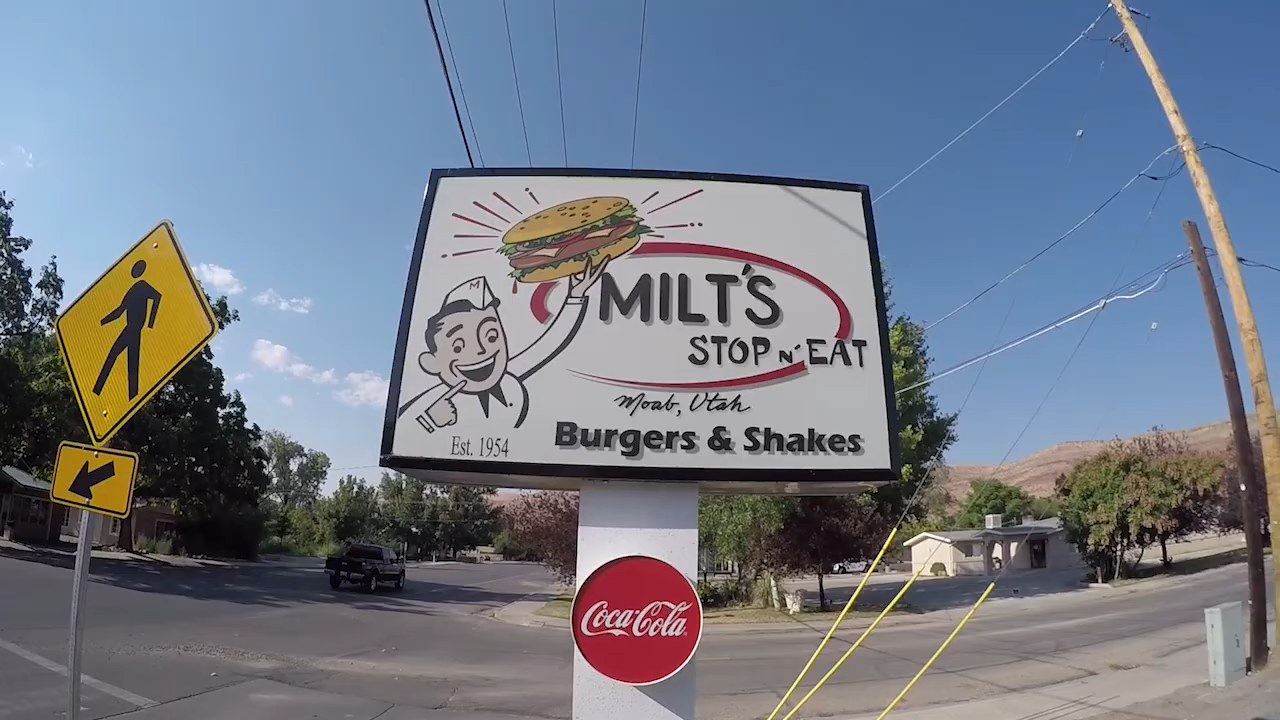 M
MILT'S
STOP N' EAT
Moab, Utah
Est. 1954
Burgers & Shakes
Coca-Cola